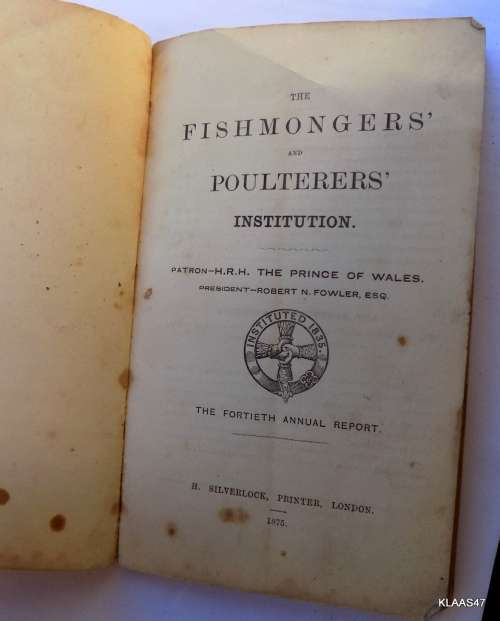 THE
FISHMONGERS'
AND
POULTERERS'
INSTITUTION.
PATRON—H.R.H. THE PRINCE OF WALES.
PRESIDENT—ROBERT N. FOWLER, ESQ.
INSTITUTED 1835.
THE FORTIETH ANNUAL REPORT.
H. SILVERLOCK, PRINTER, LONDON.
1875.
KLAAS47